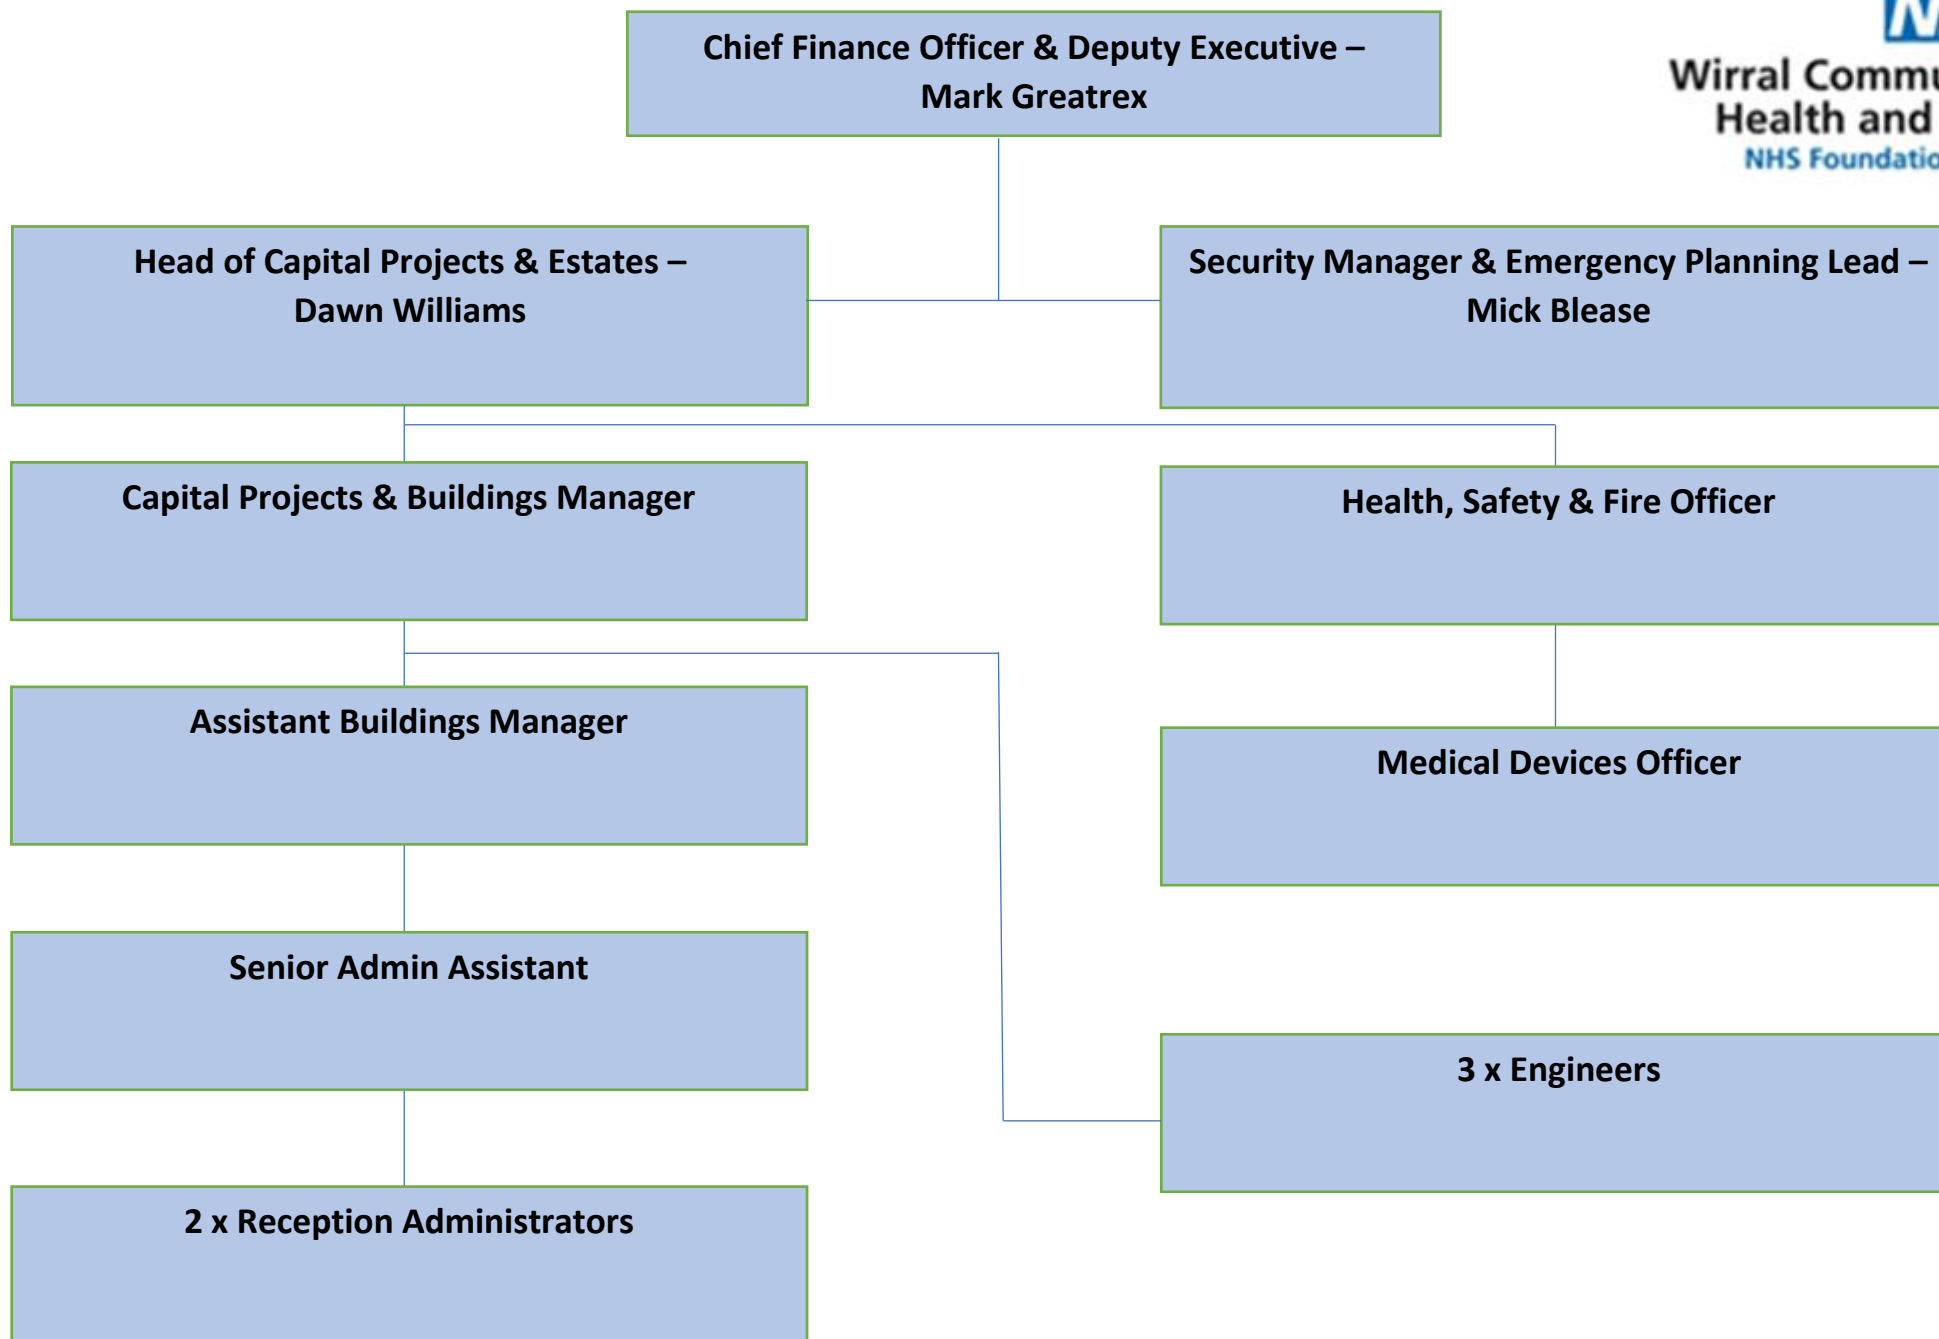 Chief Finance Officer & Deputy Executive –
Mark Greatrex
Wirral
Health and
NHS
Head of Capital Projects & Estates –
Dawn Williams
Security Manager & Emergency Planning Lead –
Mick Blease
Capital Projects & Buildings Manager
Health, Safety & Fire Officer
Assistant Buildings Manager
Medical Devices Officer
Senior Admin Assistant
3 x Engineers
2 x Reception Administrators